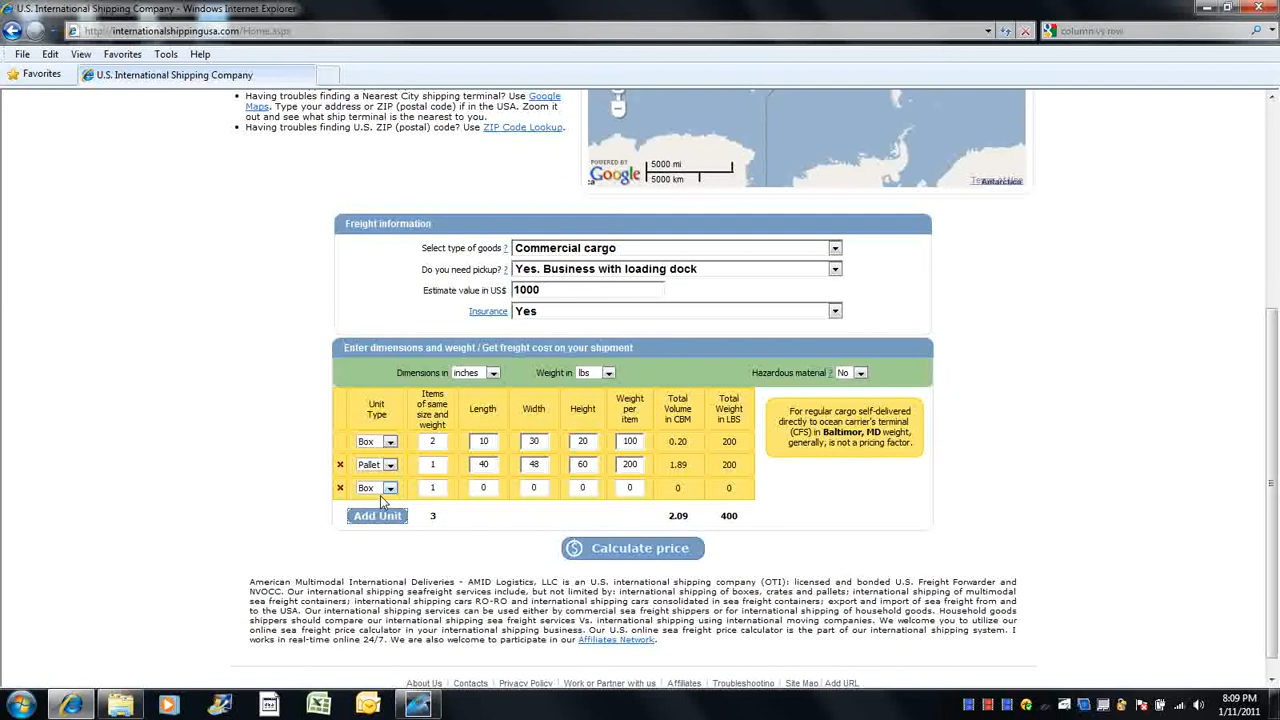 U.S. International Shipping Company - Windows Internet Explorer
http://internationalshippingusa.com/Home.aspx
column vs row
File Edit View Favorites Tools Help
Favorites U.S. International Shipping Company
• Having troubles finding a Nearest City shipping terminal? Use Google
Maps. Type your address or ZIP (postal code) if in the USA. Zoom it
out and see what ship terminal is the nearest to you.
• Having troubles finding U.S. ZIP (postal) code? Use ZIP Code Lookup.
POWERED BY
Google
5000 mi
5000 km
Antarctica
Freight information
Select type of goods ? Commercial cargo
Do you need pickup? ? Yes. Business with loading dock
Estimate value in US$ 1000
Insurance Yes
Enter dimensions and weight / Get freight cost on your shipment
Dimensions in inches Weight in lbs Hazardous material ? No
Unit Type Items of same size and weight Length Width Height Weight per item Total Volume in CBM Total Weight in LBS
Box 2 10 30 20 100 0.20 200
Pallet 1 40 48 60 200 1.89 200
Box 1 0 0 0 0 0 0
Add Unit 3 2.09 400
For regular cargo self-delivered
directly to ocean carrier's terminal
(CFS) in Baltimor, MD weight,
generally, is not a pricing factor.
Calculate price
American Multimodal International Deliveries - AMID Logistics, LLC is an U.S. international shipping company (OTI): licensed and bonded U.S. Freight Forwarder and
NVOCC. Our international shipping seafreight services include, but not limited by: international shipping of boxes, crates and pallets; international shipping of multimodal
sea freight containers; international shipping cars RO-RO and international shipping cars consolidated in sea freight containers; export and import of sea freight from and
to the USA. Our international shipping services can be used either by commercial sea freight shippers or for international shipping of household goods. Household goods
shippers should compare our international shipping sea freight services Vs. international shipping using international moving companies. We welcome you to utilize our
online sea freight price calculator in your international shipping business. Our U.S. online sea freight price calculator is the part of our international shipping system. I
works in real-time online 24/7. We are also welcome to participate in our Affiliates Network.
About Us Contacts Privacy Policy Work or Partner with us Affiliates Troubleshooting Site Map Add URL
8:09 PM
1/11/2011